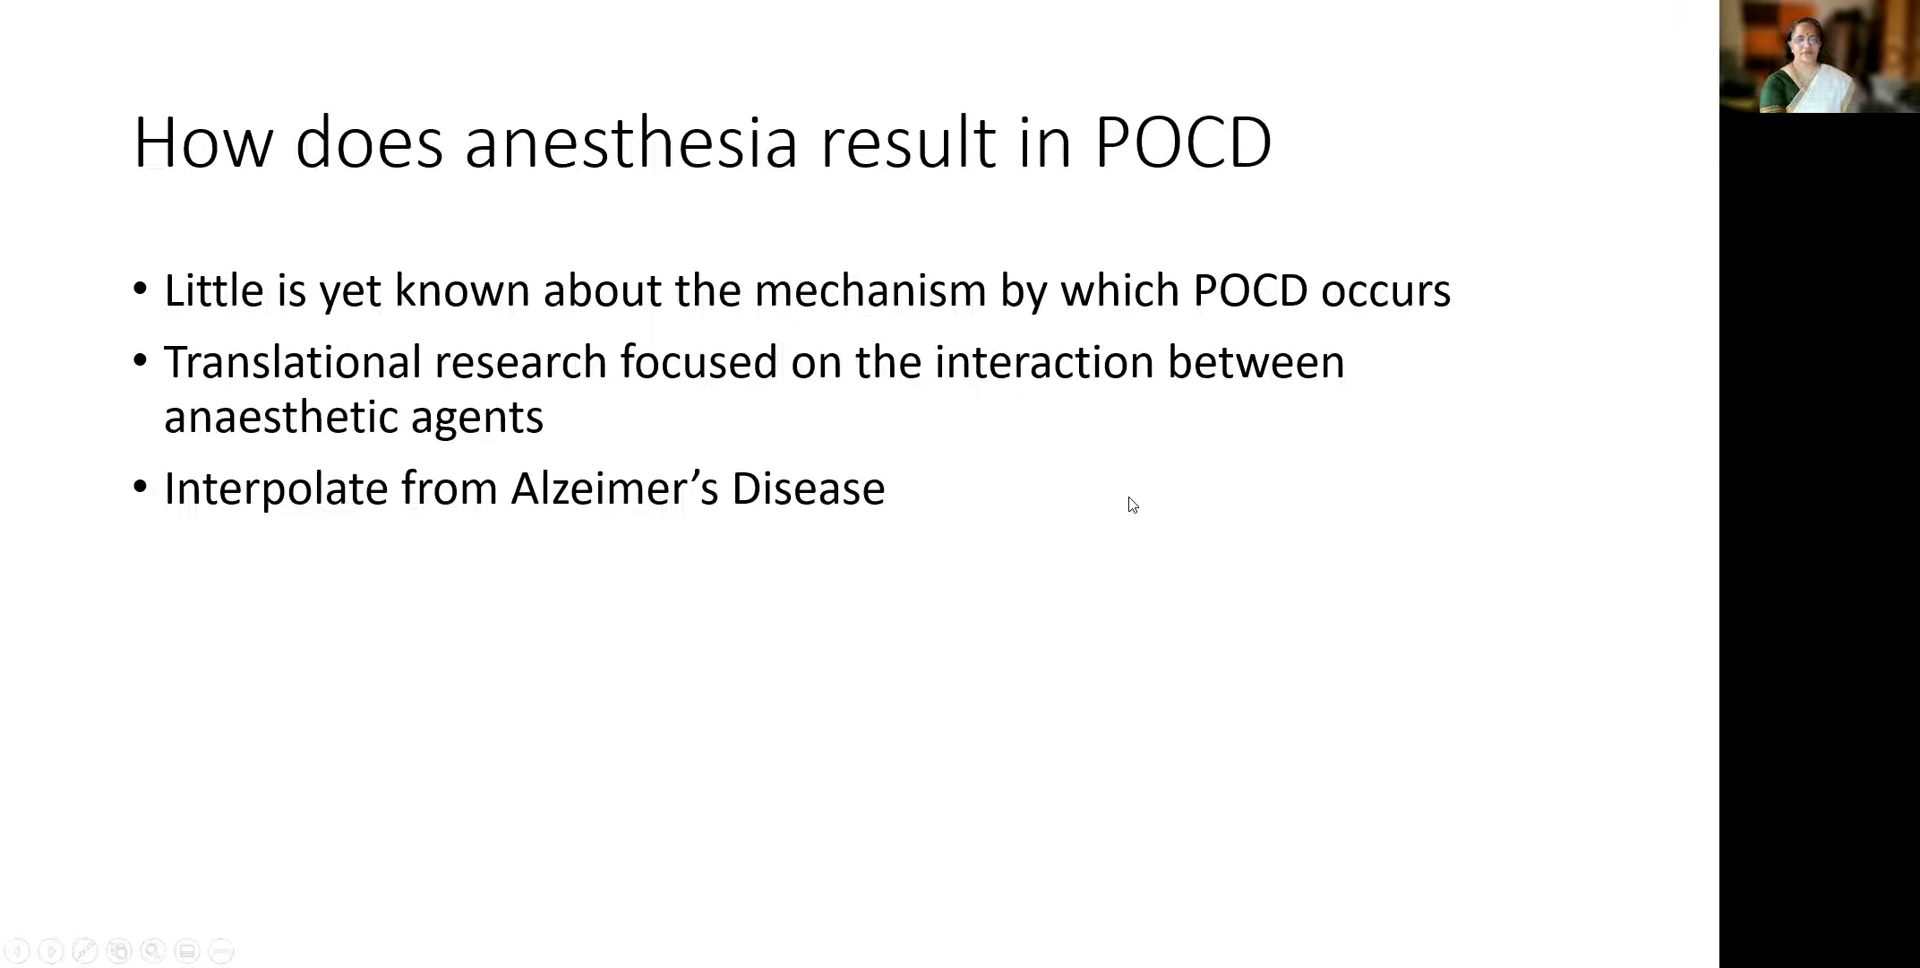 How does anesthesia result in POCD
• Little is yet known about the mechanism by which POCD occurs
• Translational research focused on the interaction between
anaesthetic agents
• Interpolate from Alzeimer’s Disease